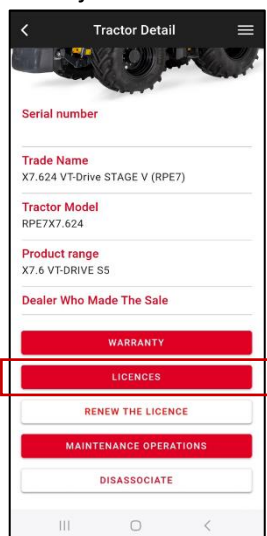 Tractor Detail
Serial number
Trade Name
X7.624 VT-Drive STAGE V (RPE7)
Tractor Model
RPE7X7.624
Product range
X7.6 VT-DRIVE S5
Dealer Who Made The Sale
WARRANTY
LICENCES
RENEW THE LICENCE
MAINTENANCE OPERATIONS
DISASSOCIATE